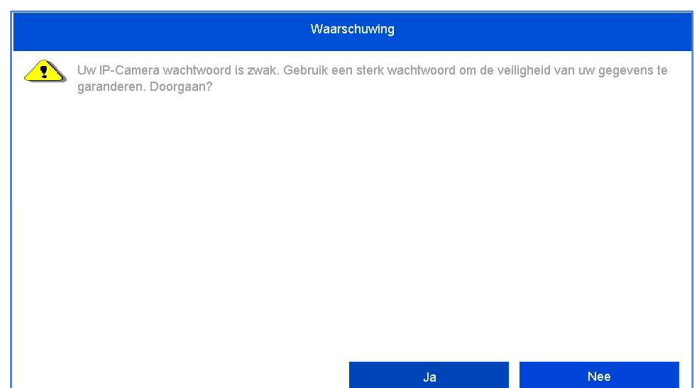 Waarschuwing
Uw IP-Camera wachtwoord is zwak. Gebruik een sterk wachtwoord om de veiligheid van uw gegevens te
garanderen. Doorgaan?
Ja
Nee